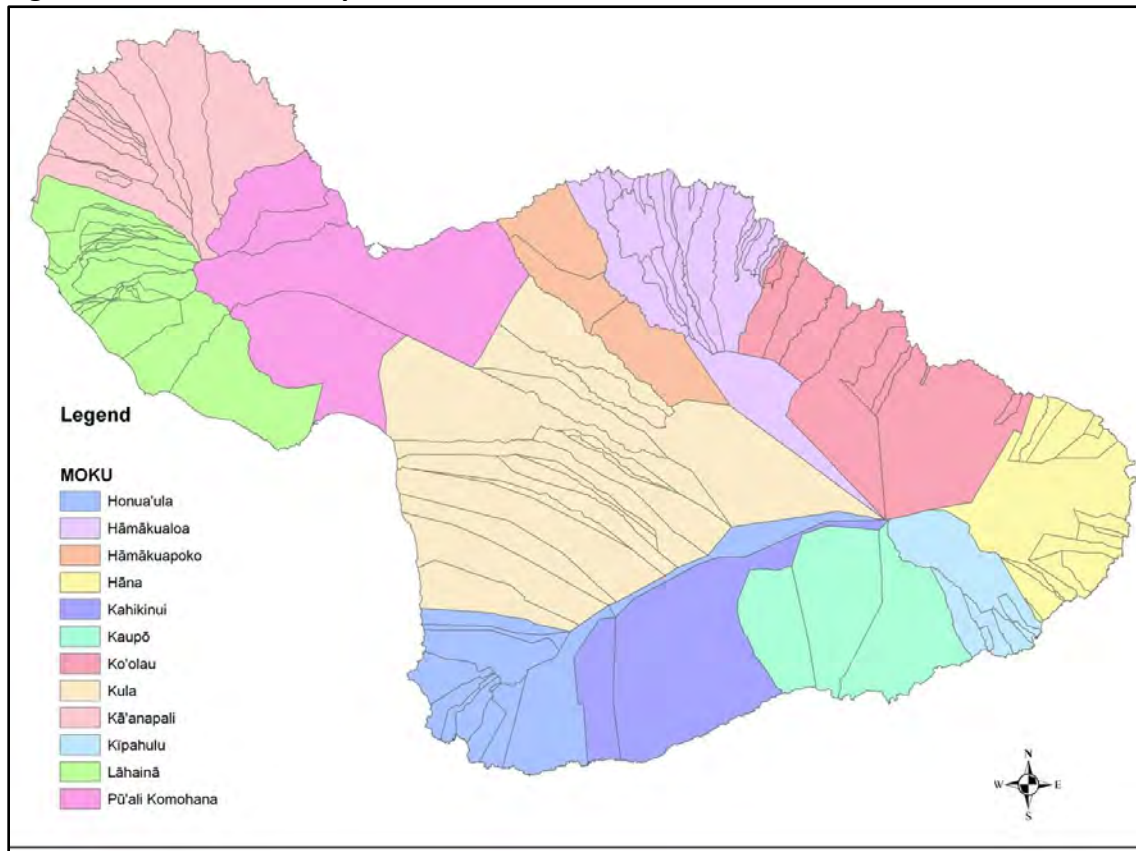 Legend
MOKU
Honua'ula
Hāmākualoa
Hāmākuapoko
Hāna
Kahikinui
Kaupō
Ko'olau
Kula
Kā'anapali
Kīpahulu
Lāhainā
Pū'ali Komohana
N
W E
S